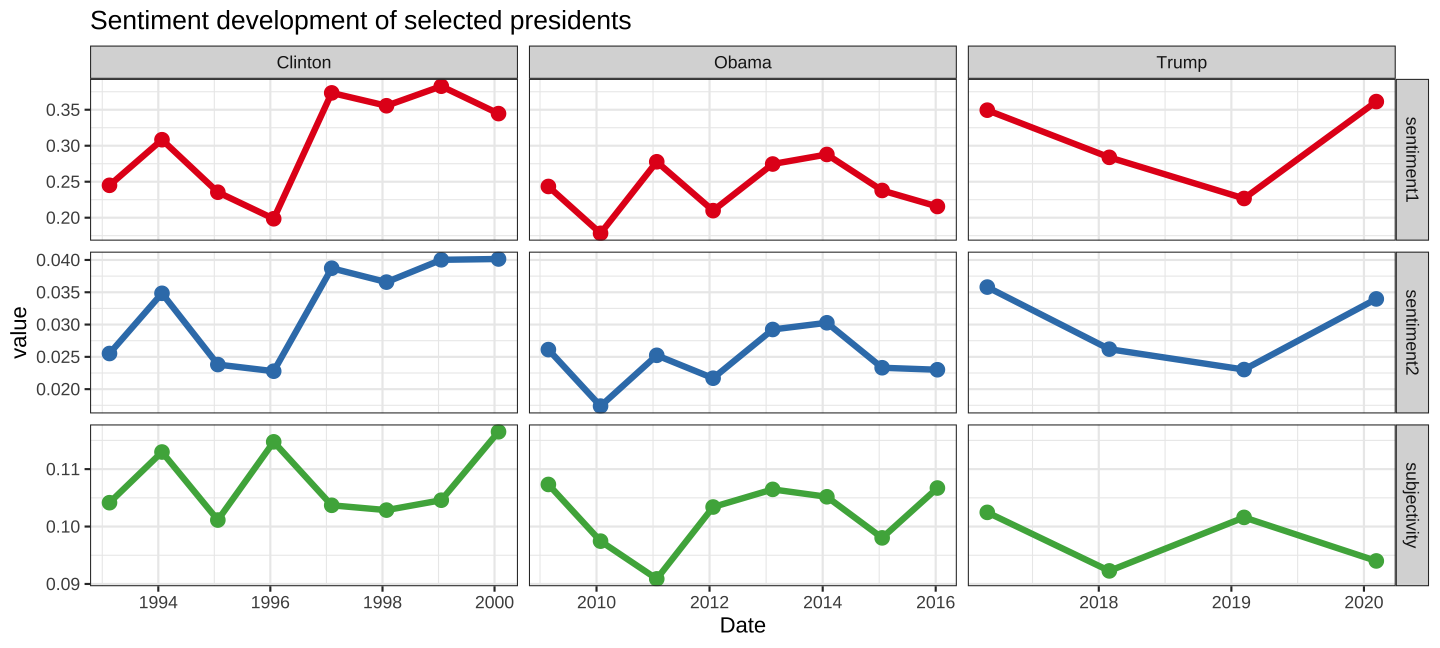 Sentiment development of selected presidents
Clinton Obama Trump
0.35
0.30
0.25
0.20
sentiment1
0.040
0.035
0.030
0.025
0.020
sentiment2
value
0.11
0.10
0.09
subjectivity
1994 1996 1998 2000 2010 2012 2014 2016 2018 2019 2020
Date